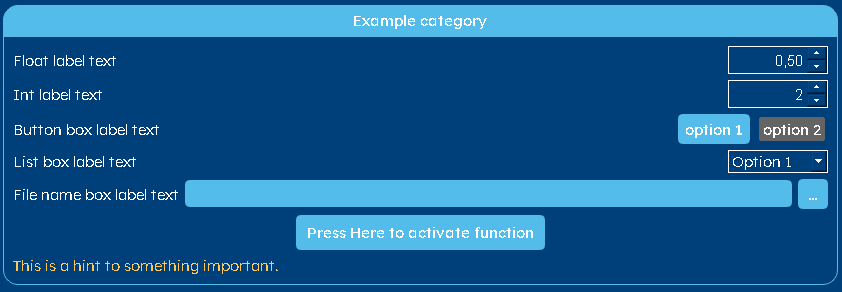 Example category
Float label text 0,50
Int label text 2
Button box label text option 1 option 2
List box label text Option 1
File name box label text ...
Press Here to activate function
This is a hint to something important.